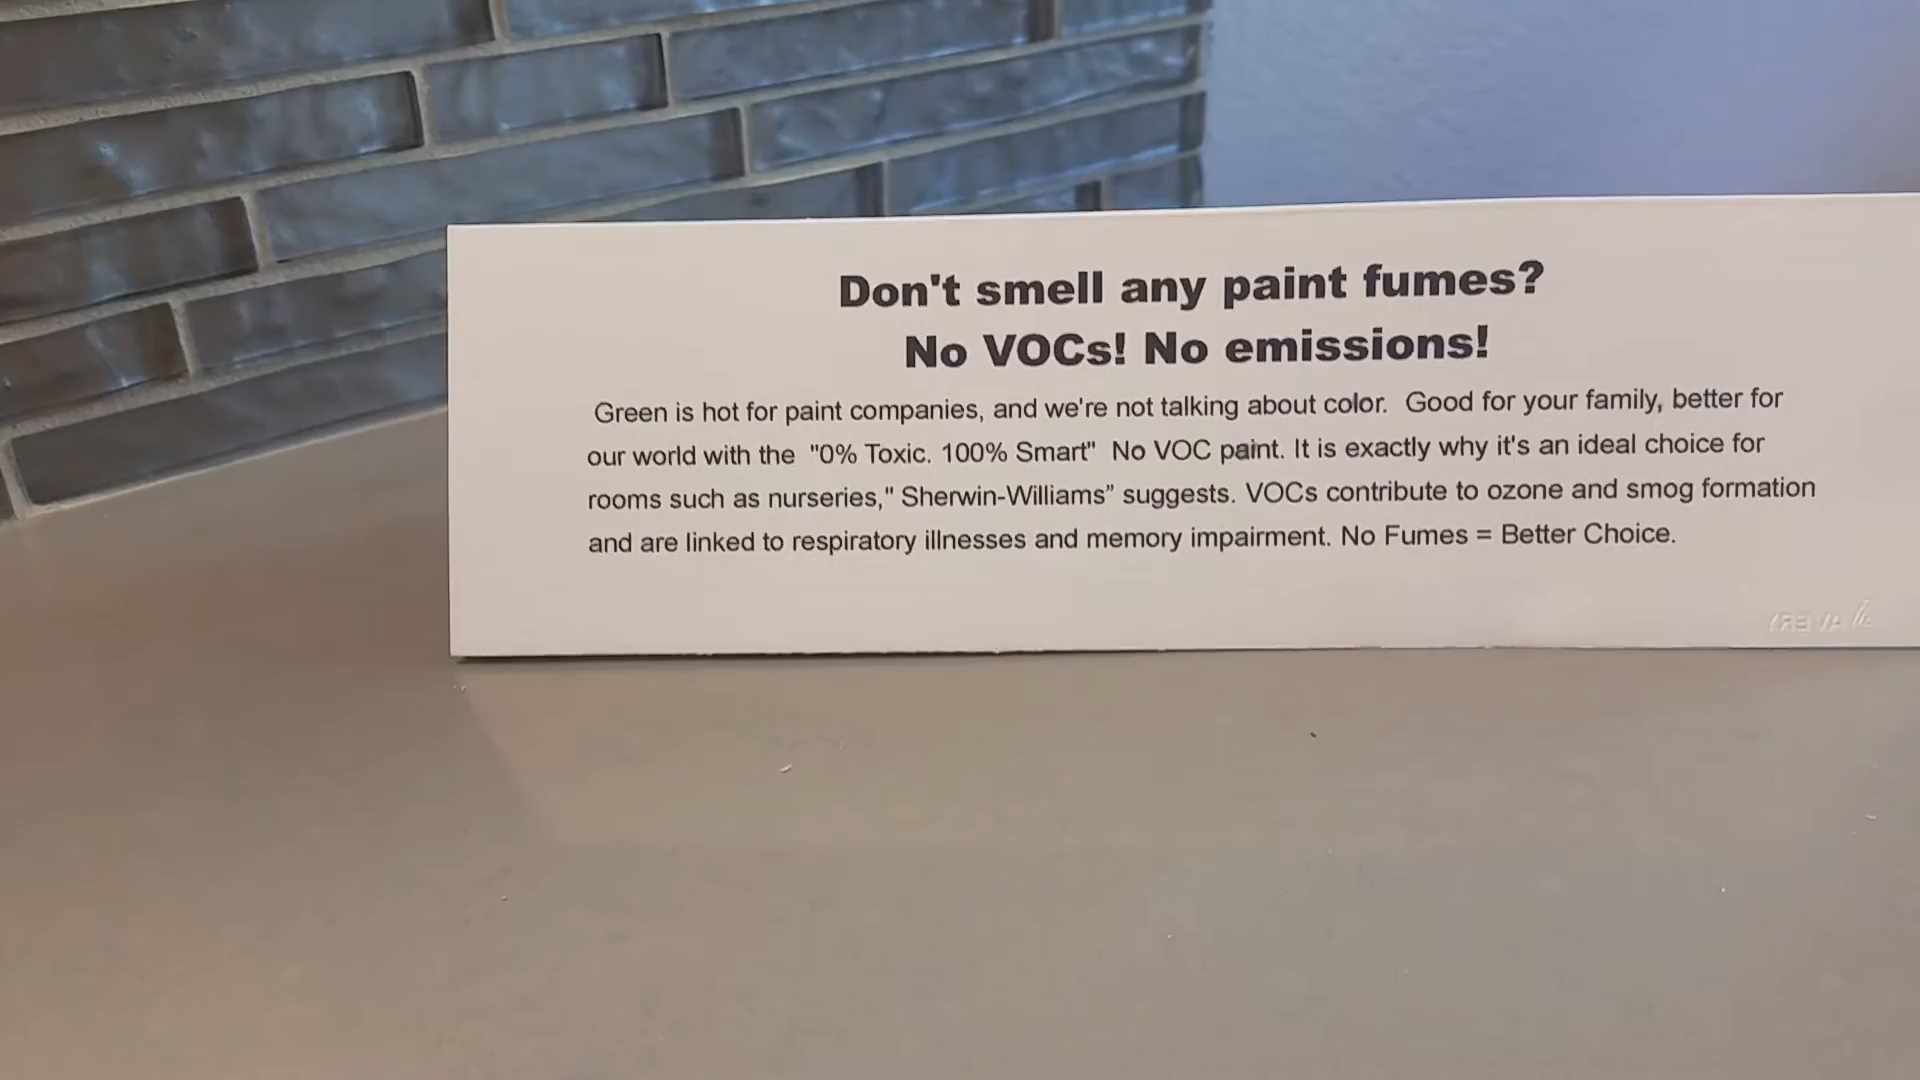 Don't smell any paint fumes?
No VOCs! No emissions!
Green is hot for paint companies, and we're not talking about color.  Good for your family, better for
our world with the  "0% Toxic. 100% Smart"  No VOC paint. It is exactly why it's an ideal choice for
rooms such as nurseries," Sherwin-Williams” suggests. VOCs contribute to ozone and smog formation
and are linked to respiratory illnesses and memory impairment. No Fumes = Better Choice.
AVERY